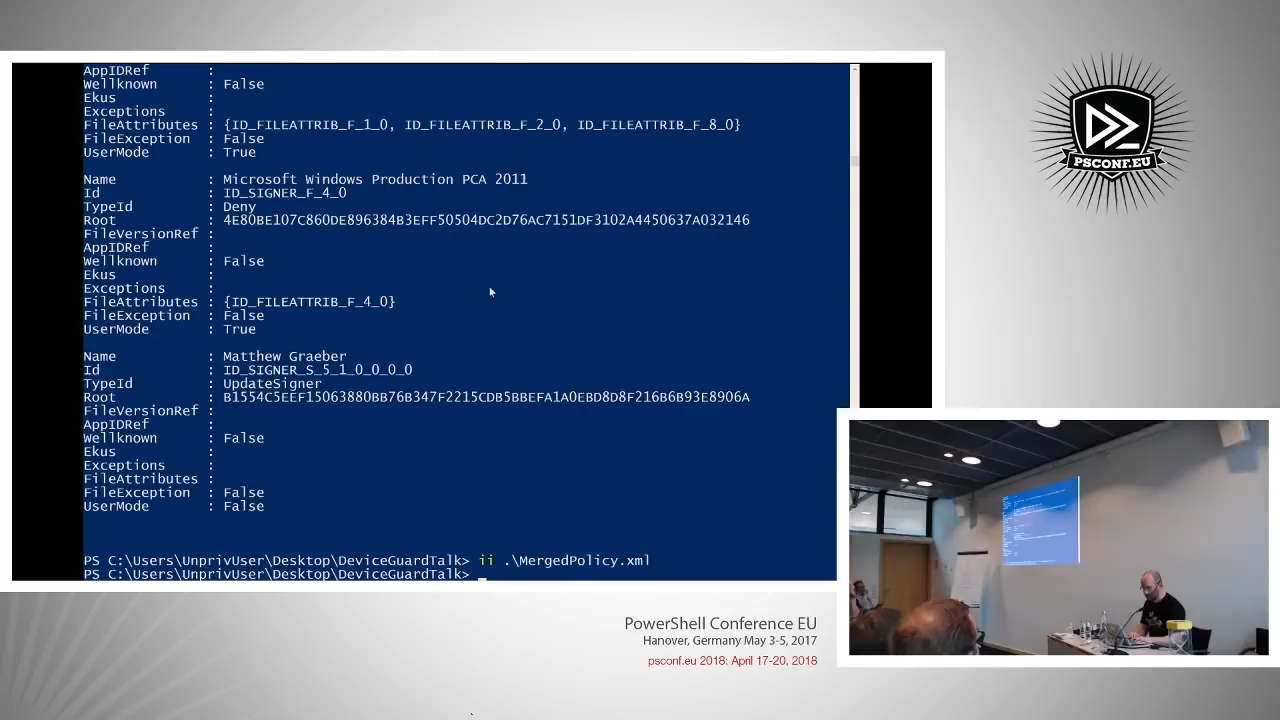 AppIDRef :
Wellknown : False
Ekus :
Exceptions :
FileAttributes : {ID_FILEATTRIB_F_1_0, ID_FILEATTRIB_F_2_0, ID_FILEATTRIB_F_8_0}
FileException : False
UserMode : True
Name : Microsoft Windows Production PCA 2011
Id : ID_SIGNER_F_4_0
TypeId : Deny
Root : 4E80BE107C860DE896384B3EFF50504DC2D76AC7151DF3102A4450637A032146
FileVersionRef :
AppIDRef :
Wellknown : False
Ekus :
Exceptions :
FileAttributes : {ID_FILEATTRIB_F_4_0}
FileException : False
UserMode : True
Name : Matthew Graeber
Id : ID_SIGNER_S_5_1_0_0_0_0
TypeId : UpdateSigner
Root : B1554C5EEF15063880BB76B347F2215CDB5BBEFA1A0EBD8D8F216B6B93E8906A
FileVersionRef :
AppIDRef :
Wellknown : False
Ekus :
Exceptions :
FileAttributes :
FileException : False
UserMode : False
PS C:\Users\UnprivUser\Desktop\DeviceGuardTalk> ii .\MergedPolicy.xml
PS C:\Users\UnprivUser\Desktop\DeviceGuardTalk>
PSCONF.EU
PowerShell Conference EU
Hanover, Germany May 3-5, 2017
psconf.eu 2018: April 17-20, 2018